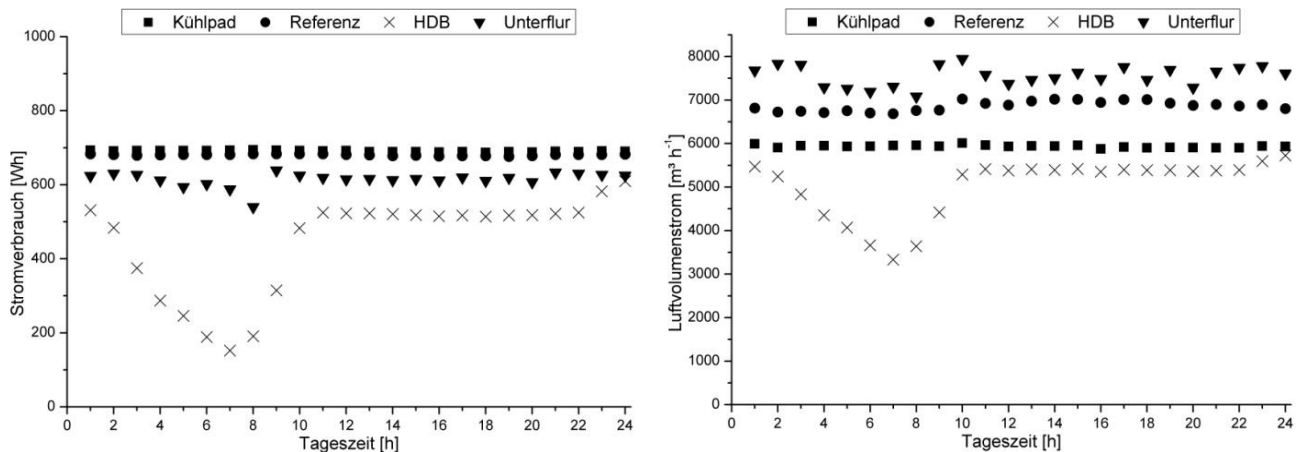 Kühlpad Referenz HDB Unterflur
1000
800
600
400
200
0
Stromverbrauch [Wh]
0 2 4 6 8 10 12 14 16 18 20 22 24
Tageszeit [h]
Kühlpad Referenz HDB Unterflur
8000
7000
6000
5000
4000
3000
2000
1000
0
Luftvolumenstrom [m³ h⁻¹]
0 2 4 6 8 10 12 14 16 18 20 22 24
Tageszeit [h]